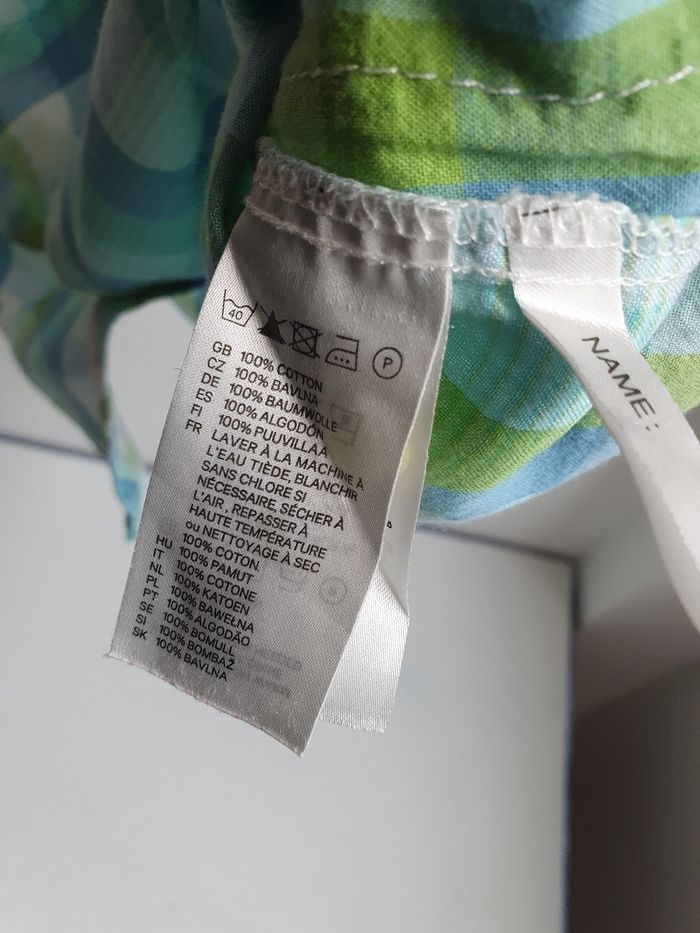 40
P
GB 100% COTTON
CZ 100% BAVLNA
DE 100% BAUMWOLLE
ES 100% ALGODÓN
FI 100% PUUVILLAA
FR LAVER À LA MACHINE À
L'EAU TIÈDE, BLANCHIR
SANS CHLORE SI
NÉCESSAIRE, SÉCHER À
L'AIR, REPASSER À
HAUTE TEMPÉRATURE
ou NETTOYAGE À SEC
100% COTON
HU 100% PAMUT
IT 100% COTONE
NL 100% KATOEN
PL 100% BAWEŁNA
PT 100% ALGODÃO
SE 100% BOMULL
SI 100% BOMBAŽ
SK 100% BAVLNA
NAME: